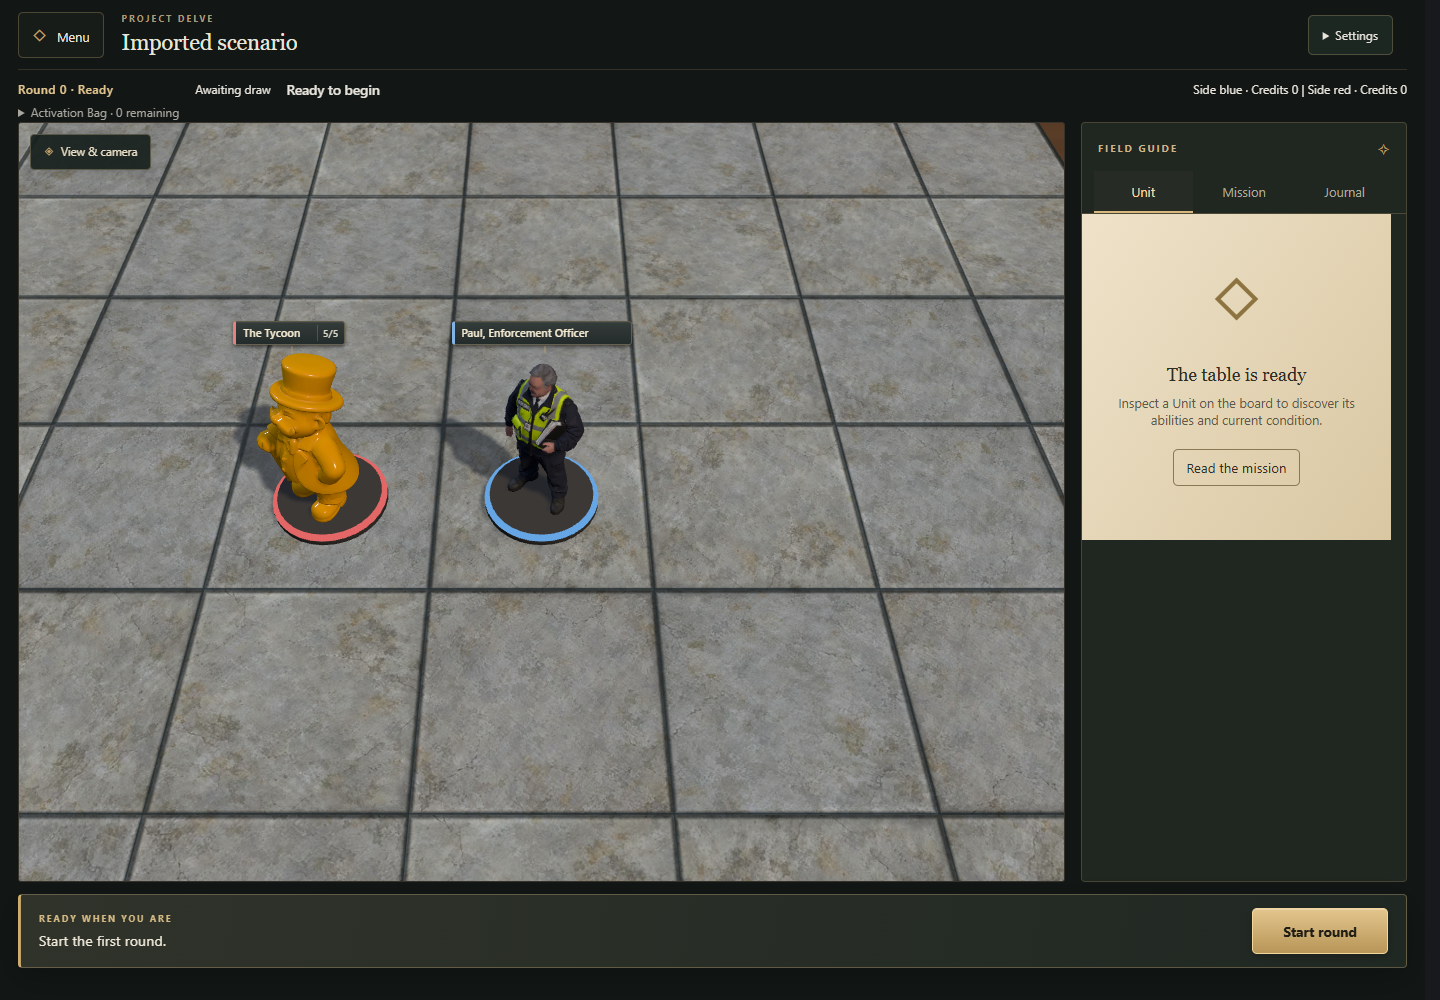 Menu
PROJECT DELVE
Imported scenario
Settings
Round 0 · Ready
Awaiting draw
Ready to begin
Side blue · Credits 0 | Side red · Credits 0
Activation Bag · 0 remaining
View & camera
The Tycoon 5/5
Paul, Enforcement Officer
FIELD GUIDE
Unit
Mission
Journal
The table is ready
Inspect a Unit on the board to discover its
abilities and current condition.
Read the mission
READY WHEN YOU ARE
Start the first round.
Start round